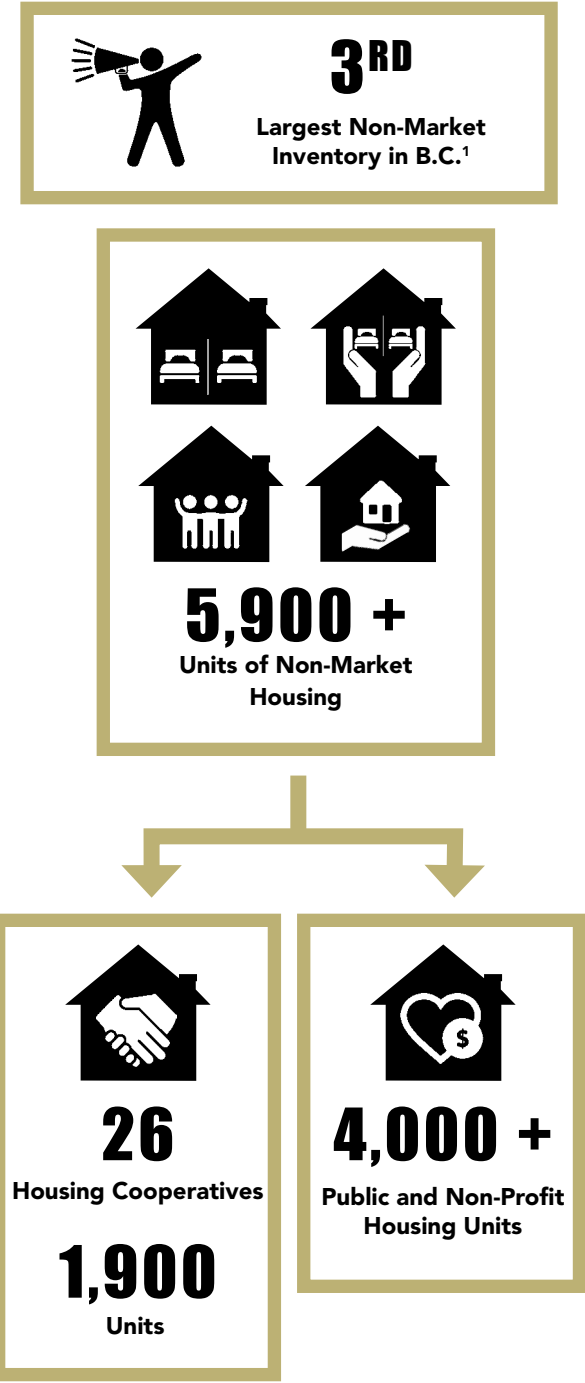 3RD
Largest Non-Market
Inventory in B.C.1
5,900 +
Units of Non-Market
Housing
26
Housing Cooperatives
1,900
Units
$
4,000 +
Public and Non-Profit
Housing Units